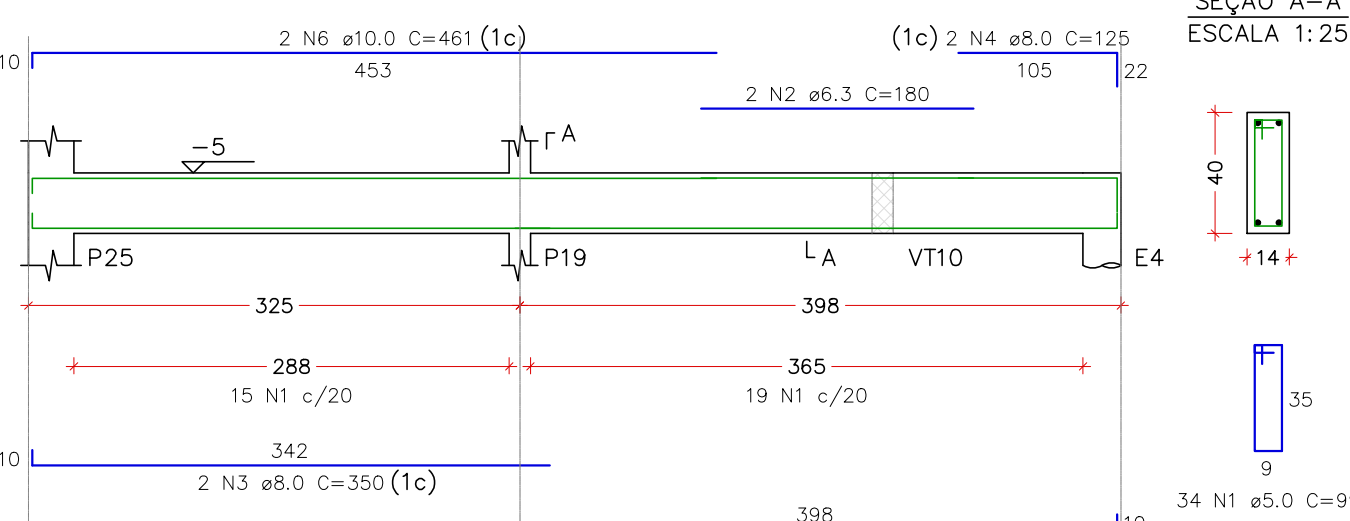 SEÇÃO A-A
ESCALA 1:25
2 N6 ø10.0 C=461 (1c)
(1c) 2 N4 ø8.0 C=125
10
453
105
22
2 N2 ø6.3 C=180
A
-5
40
P25
P19
A
VT10
E4
14
325
398
288
365
15 N1 c/20
19 N1 c/20
35
342
10
9
2 N3 ø8.0 C=350 (1c)
34 N1 ø5.0
398